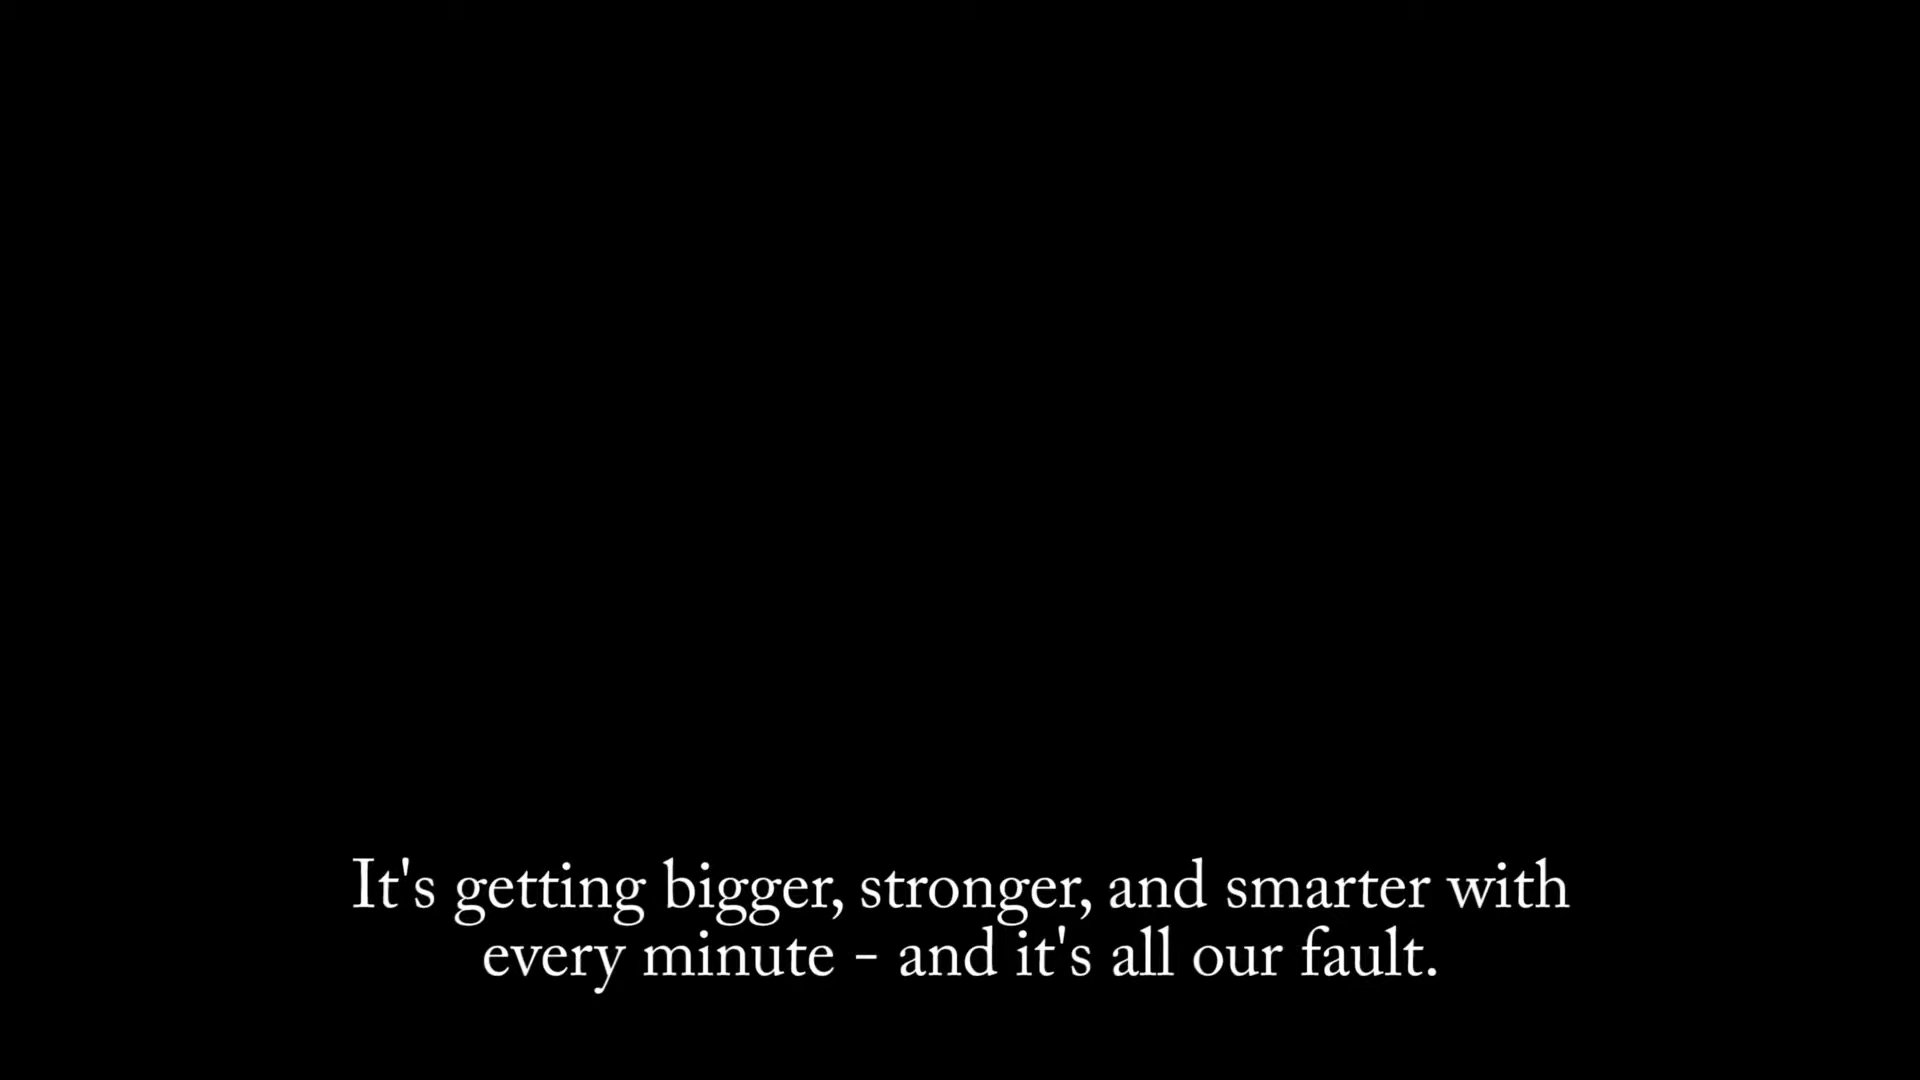 It's getting bigger, stronger, and smarter with
every minute - and it's all our fault.